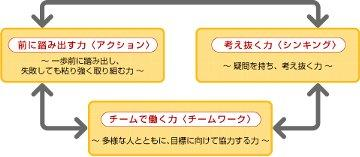 前に踏み出す力〈アクション〉
～ 一歩前に踏み出し、
失敗しても粘り強く取り組む力 ～
考え抜く力〈シンキング〉
～ 疑問を持ち、考え抜く力 ～
チームで働く力〈チームワーク〉
～ 多様な人とともに、目標に向けて協力する力 ～